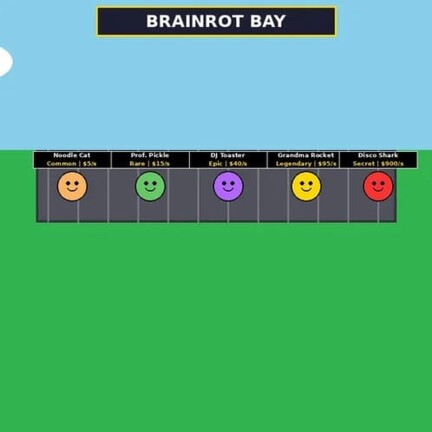 BRAINROT BAY
Noodle Cat
Common | $5/s
Prof. Pickle
Rare | $15/s
DJ Toaster
Epic | $40/s
Grandma Rocket
Legendary | $95/s
Disco Shark
Secret | $900/s